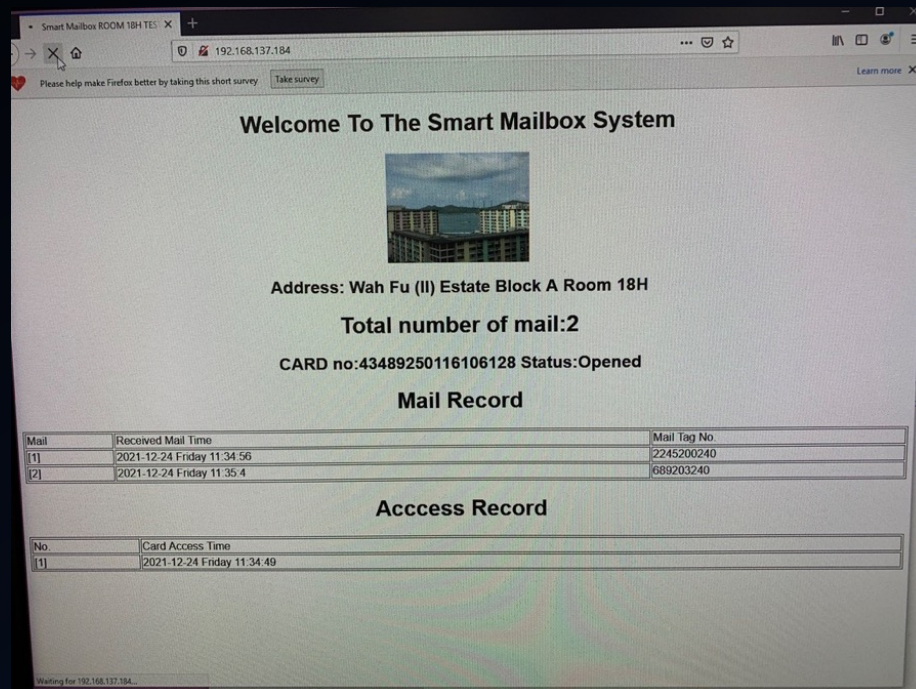 Smart Mailbox ROOM 18H TES
192.168.137.184
Please help make Firefox better by taking this short survey
Take survey
Learn more
Welcome To The Smart Mailbox System
Address: Wah Fu (II) Estate Block A Room 18H
Total number of mail:2
CARD no:43489250116106128 Status:Opened
Mail Record
Mail Received Mail Time Mail Tag No.
[1] 2021-12-24 Friday 11:34:56 2245200240
[2] 2021-12-24 Friday 11:35:4 689203240
Acccess Record
No. Card Access Time
[1] 2021-12-24 Friday 11:34:49
Waiting for 192.168.137.184...